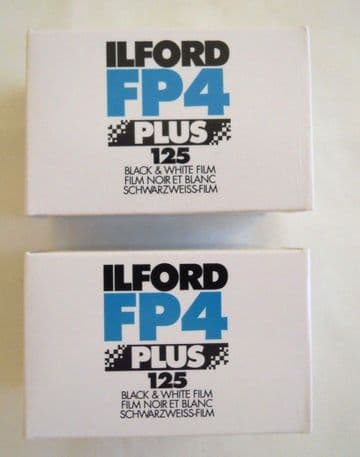 ILFORD
FP4
PLUS
125
BLACK & WHITE FILM
FILM NOIR ET BLANC
SCHWARZWEISS-FILM
ILFORD
FP4
PLUS
125
BLACK & WHITE FILM
FILM NOIR ET BLANC
SCHWARZWEISS-FILM